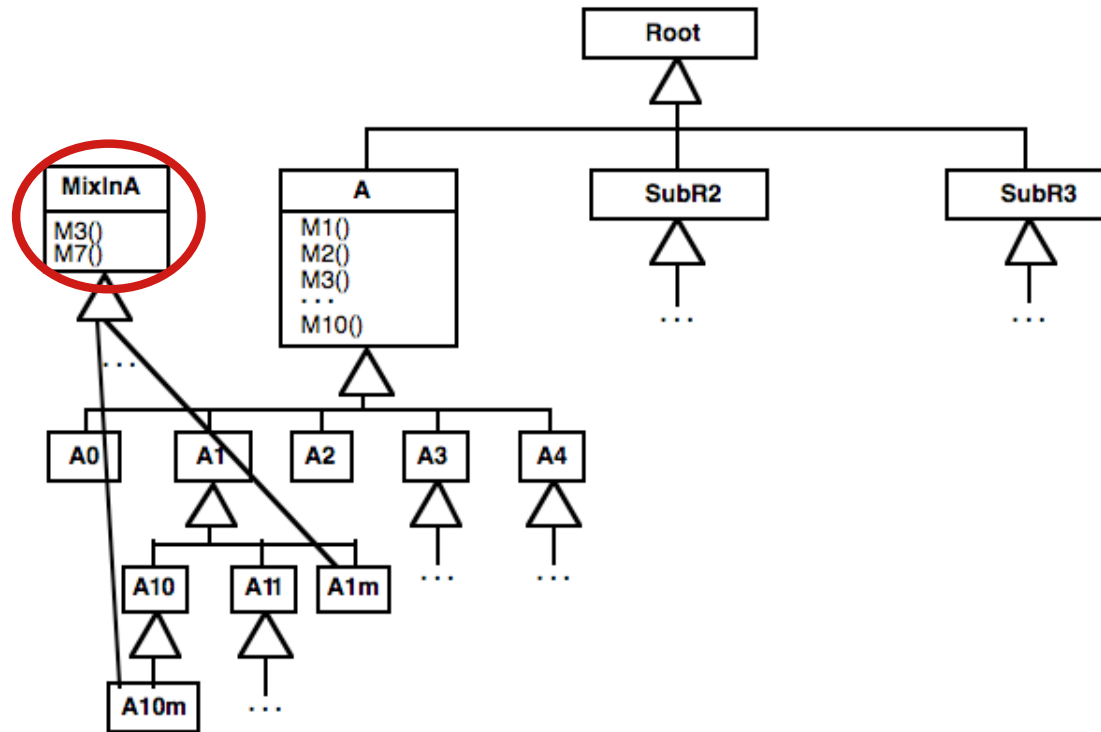 Root
MixInA
M3()
M7()
A
M1()
M2()
M3()
...
M10()
SubR2
...
SubR3
...
...
A0
A1
A2
A3
A4
A10
A11
A1m
...
...
A10m
...